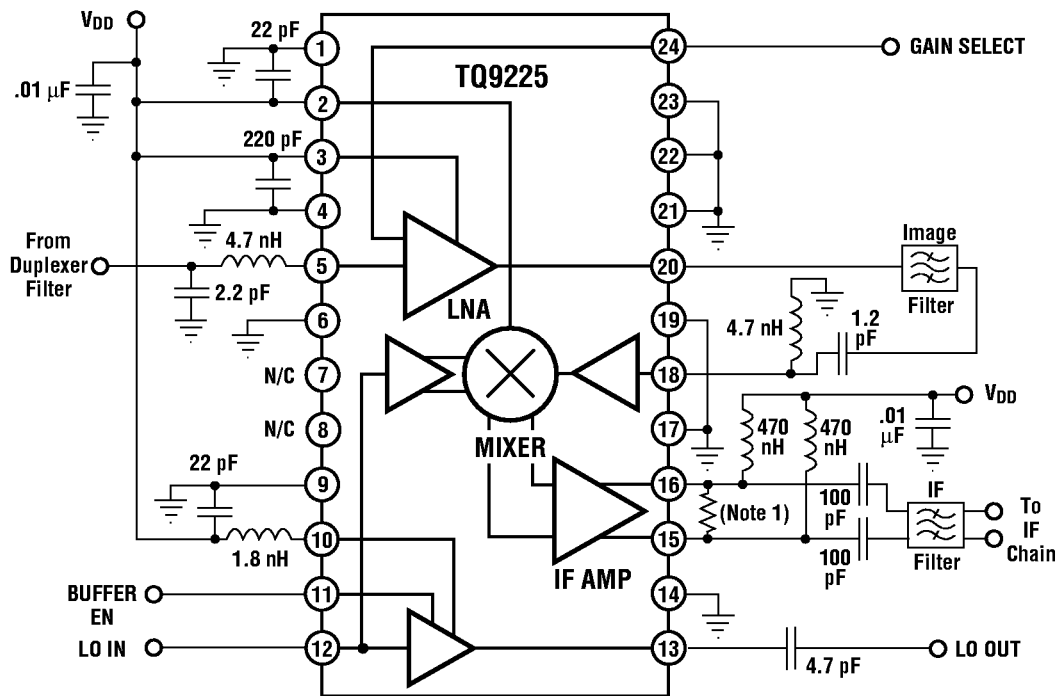 VDD
22 pF
.01 µF
220 pF
From
Duplexer
Filter
4.7 nH
2.2 pF
N/C
N/C
22 pF
1.8 nH
BUFFER
EN
LO IN
1
2
3
4
5
6
7
8
9
10
11
12
TQ9225
LNA
MIXER
IF AMP
24
23
22
21
20
19
18
17
16
15
14
13
GAIN SELECT
Image
Filter
4.7 nH
1.2
pF
VDD
470
nH
470
nH
.01
µF
(Note 1)
100
pF
100
pF
IF
Filter
To
IF
Chain
4.7 pF
LO OUT